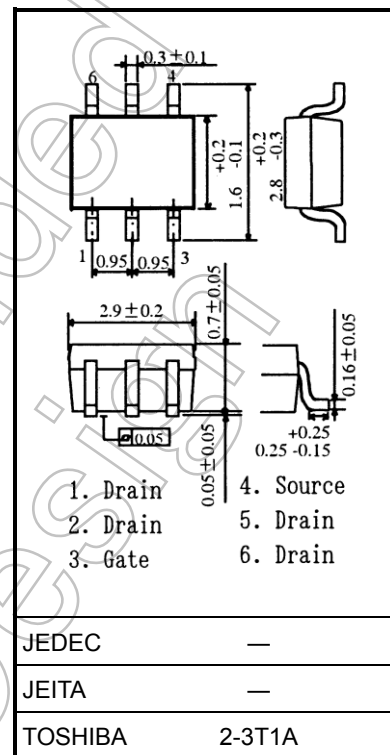 0.3±0.1
6 4
+0.2
1.6 -0.1
+0.2
2.8 -0.3
1 0.95 0.95 3
2.9±0.2
0.7±0.05
0.16±0.05
0.05
0.05±0.05
+0.25
0.25 -0.15
1. Drain
2. Drain
3. Gate
4. Source
5. Drain
6. Drain
JEDEC —
JEITA —
TOSHIBA 2-3T1A